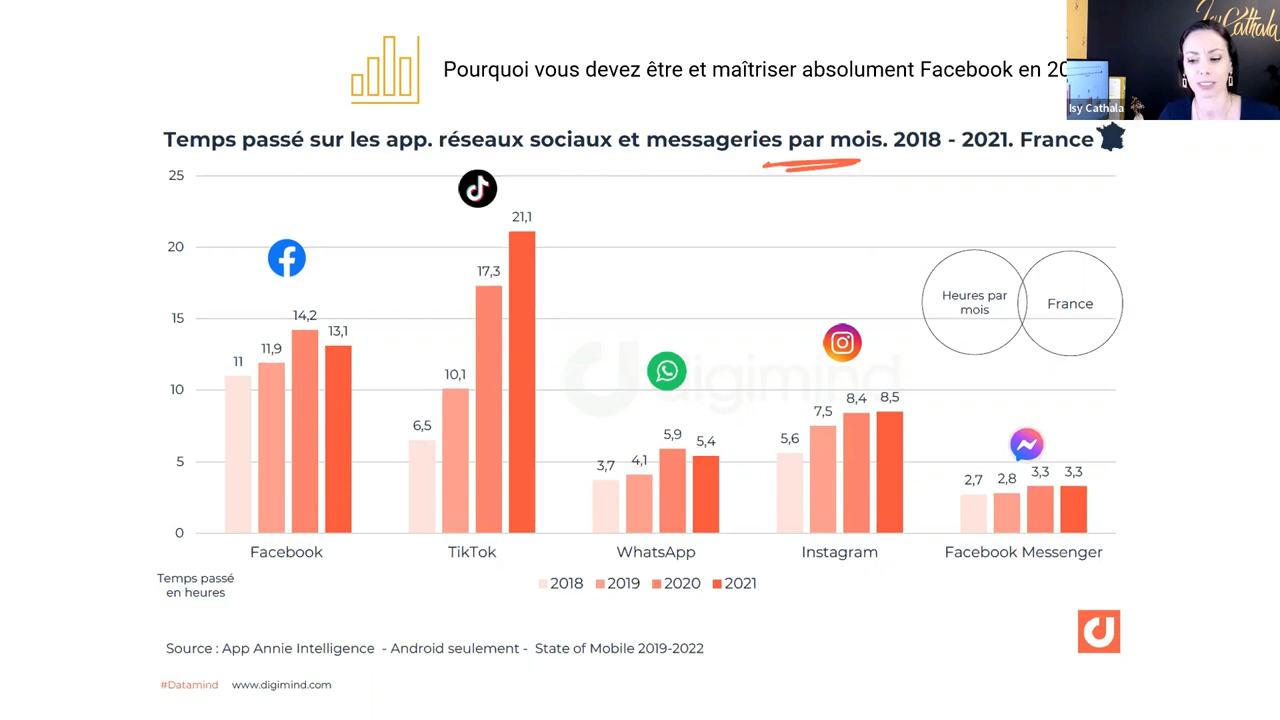 Pourquoi vous devez être et maîtriser absolument Facebook en
Isy Cathala
Isy Cathala
Temps passé sur les app. réseaux sociaux et messageries par mois. 2018 - 2021. France
25
20
15
10
5
0
11
11,9
14,2
13,1
6,5
10,1
17,3
21,1
3,7
4,1
5,9
5,4
5,6
7,5
8,4
8,5
2,7
2,8
3,3
3,3
Heures par
mois
France
digimind
Facebook
TikTok
WhatsApp
Instagram
Facebook Messenger
Temps passé
en heures
2018
2019
2020
2021
Source : App Annie Intelligence - Android seulement - State of Mobile 2019-2022
#Datamind www.digimind.com